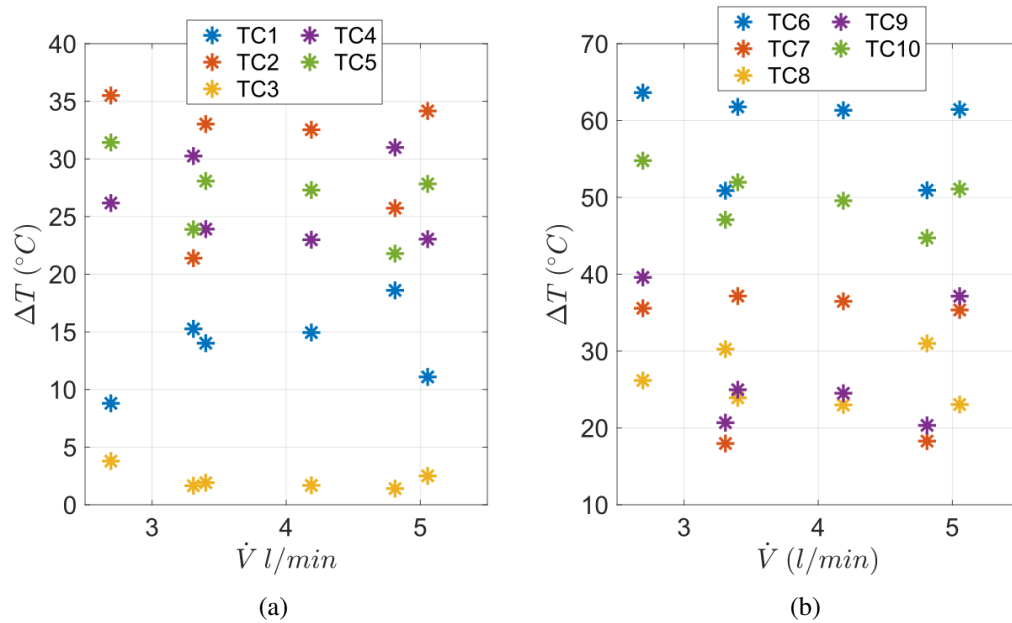 TC1 TC4
TC2 TC5
TC3
40
35
30
25
20
15
10
5
0
ΔT (°C)
3 4 5
V̇ l/min
(a)
TC6 TC9
TC7 TC10
TC8
70
60
50
40
30
20
10
ΔT (°C)
3 4 5
V̇ (l/min)
(b)